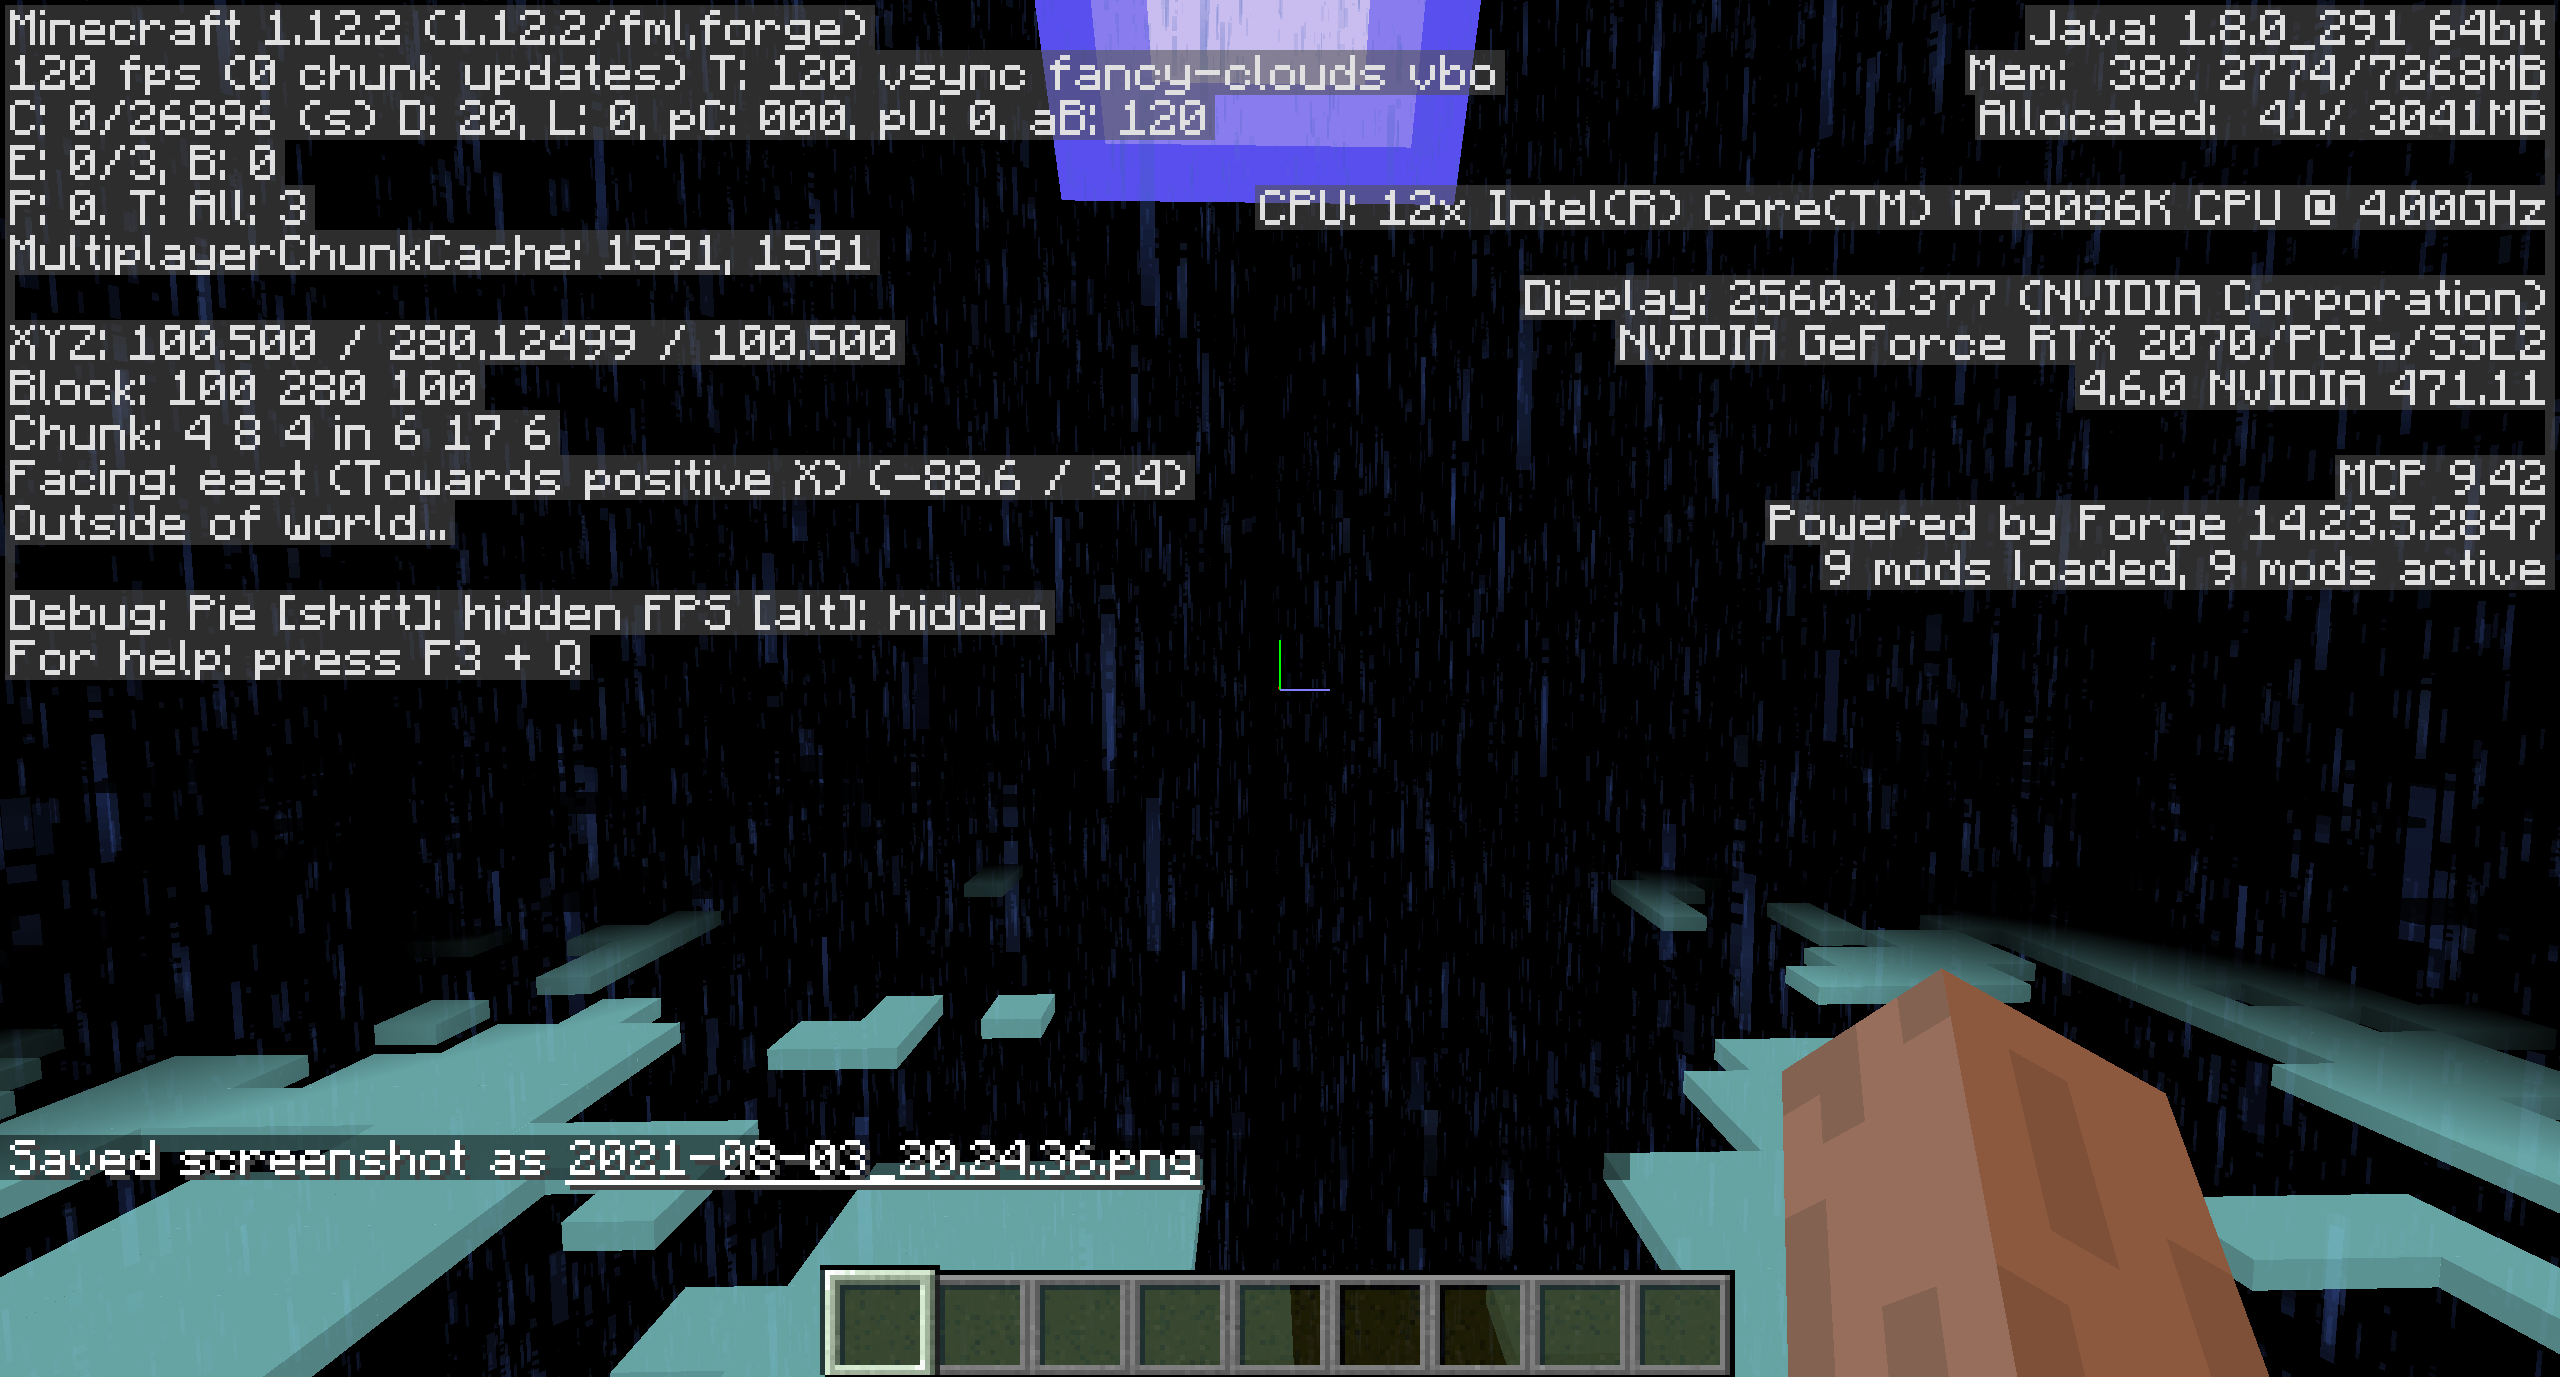 Minecraft 1.12.2 (1.12.2/fml,forge)
120 fps (0 chunk updates) T: 120 vsync fancy-clouds vbo
C: 0/26896 (s) D: 20, L: 0, pC: 000, pU: 0, aB: 120
E: 0/3, B: 0
P: 0. T: All: 3
MultiplayerChunkCache: 1591, 1591
XYZ: 100.500 / 280.12499 / 100.500
Block: 100 280 100
Chunk: 4 8 4 in 6 17 6
Facing: east (Towards positive X) (-88.6 / 3.4)
Outside of world...
Debug: Pie [shift]: hidden FPS [alt]: hidden
For help: press F3 + Q
Java: 1.8.0_291 64bit
Mem: 38% 2774/7268MB
Allocated: 41% 3041MB
CPU: 12x Intel(R) Core(TM) i7-8086K CPU @ 4.00GHz
Display: 2560x1377 (NVIDIA Corporation)
NVIDIA GeForce RTX 2070/PCIe/SSE2
4.6.0 NVIDIA 471.11
MCP 9.42
Powered by Forge 14.23.5.2847
9 mods loaded, 9 mods active
Saved screenshot as 2021-08-03_20.24.36.png